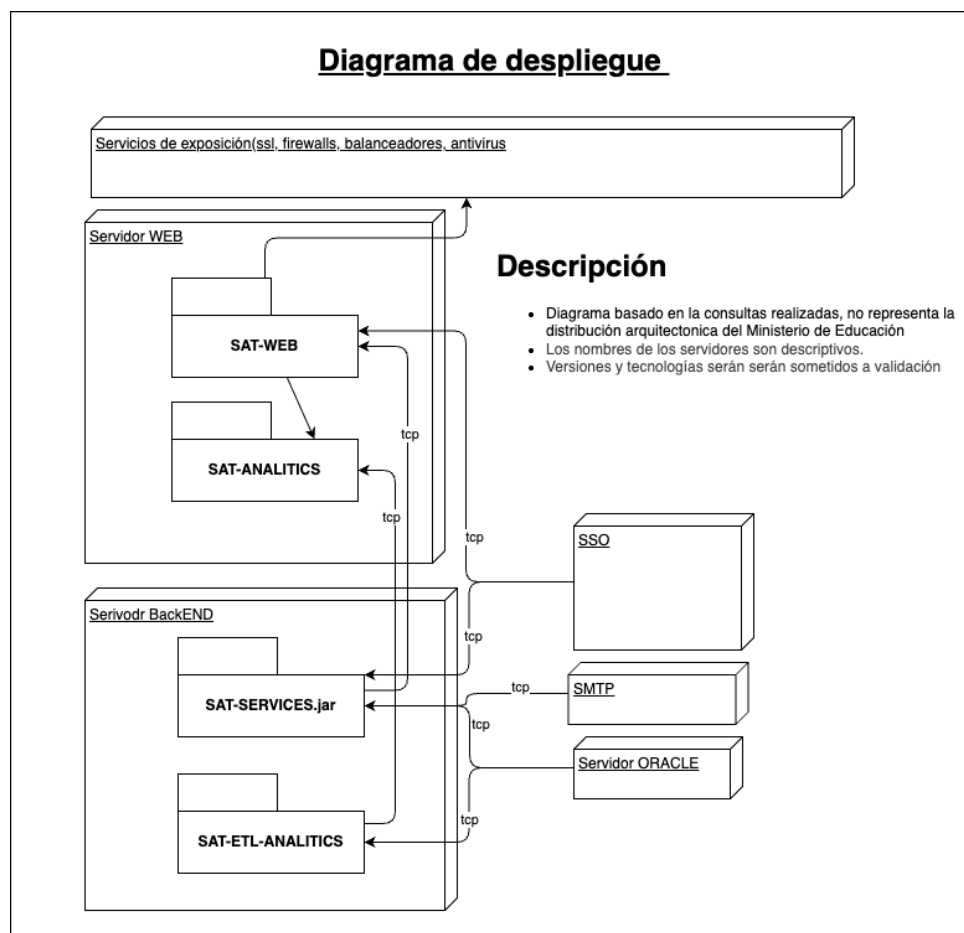 Diagrama de despliegue
Servicios de exposición(ssl, firewalls, balanceadores, antivirus
Servidor WEB
SAT-WEB
SAT-ANALITICS
Descripción
• Diagrama basado en la consultas realizadas, no representa la
distribución arquitectonica del Ministerio de Educación
• Los nombres de los servidores son descriptivos.
• Versiones y tecnologías serán serán sometidos a validación
tcp
tcp
tcp
SSO
Serivodr BackEND
tcp
SAT-SERVICES.jar
SMTP
tcp
tcp
Servidor ORACLE
SAT-ETL-ANALITICS
tcp